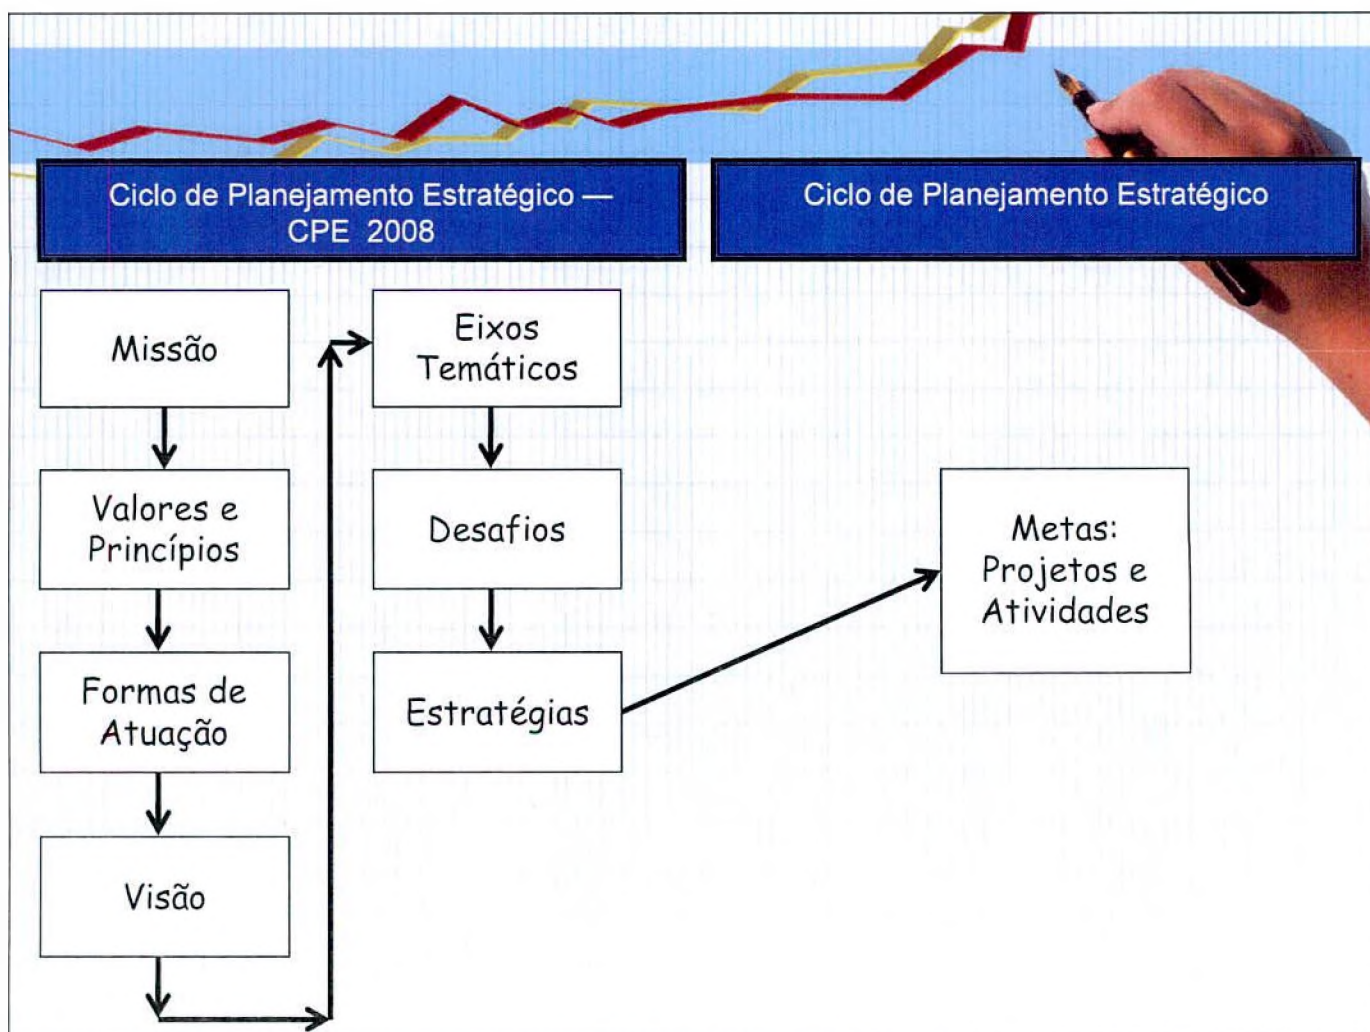 Ciclo de Planejamento Estratégico —
CPE 2008
Ciclo de Planejamento Estratégico
Missão
Valores e
Princípios
Formas de
Atuação
Visão
Eixos
Temáticos
Desafios
Estratégias
Metas:
Projetos e
Atividades